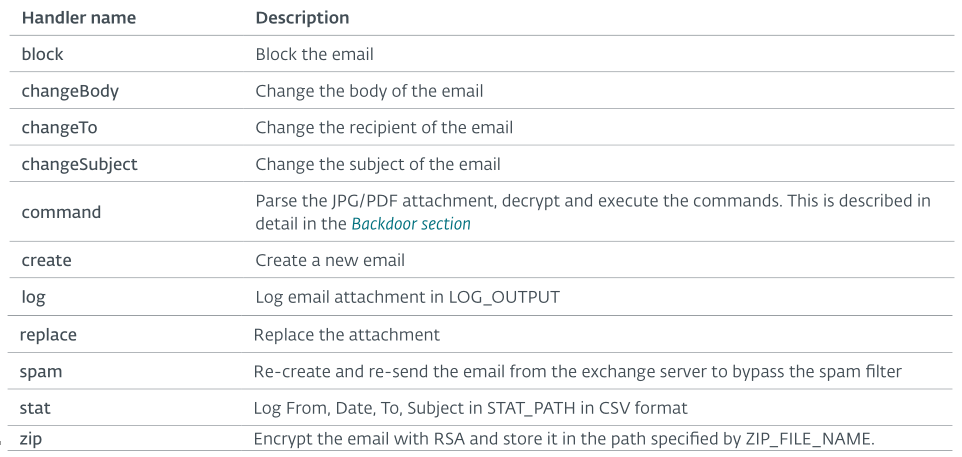 Handler name Description
block Block the email
changeBody Change the body of the email
changeTo Change the recipient of the email
changeSubject Change the subject of the email
command Parse the JPG/PDF attachment, decrypt and execute the commands. This is described in
detail in the Backdoor section
create Create a new email
log Log email attachment in LOG_OUTPUT
replace Replace the attachment
spam Re-create and re-send the email from the exchange server to bypass the spam filter
stat Log From, Date, To, Subject in STAT_PATH in CSV format
zip Encrypt the email with RSA and store it in the path specified by ZIP_FILE_NAME.